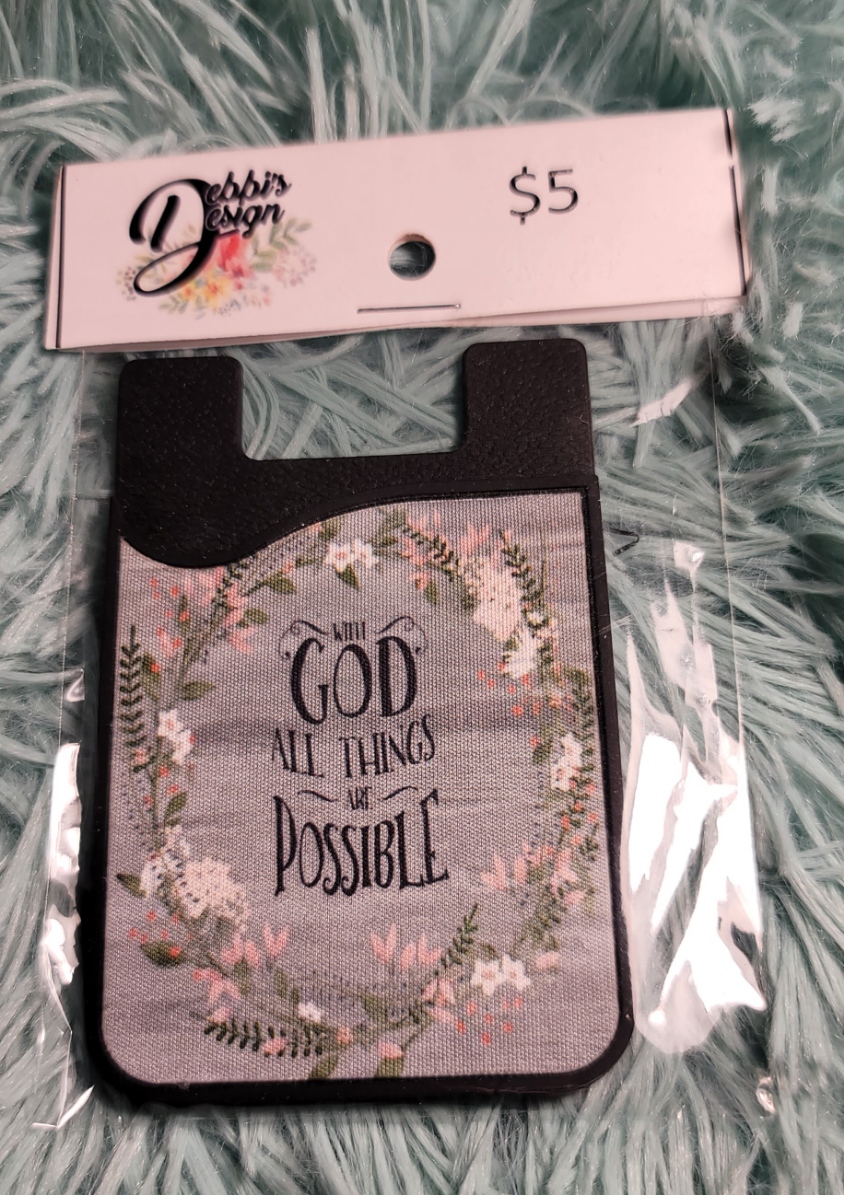 Debbi's
Design
$5
WITH
GOD
ALL THINGS
ARE
POSSIBLE